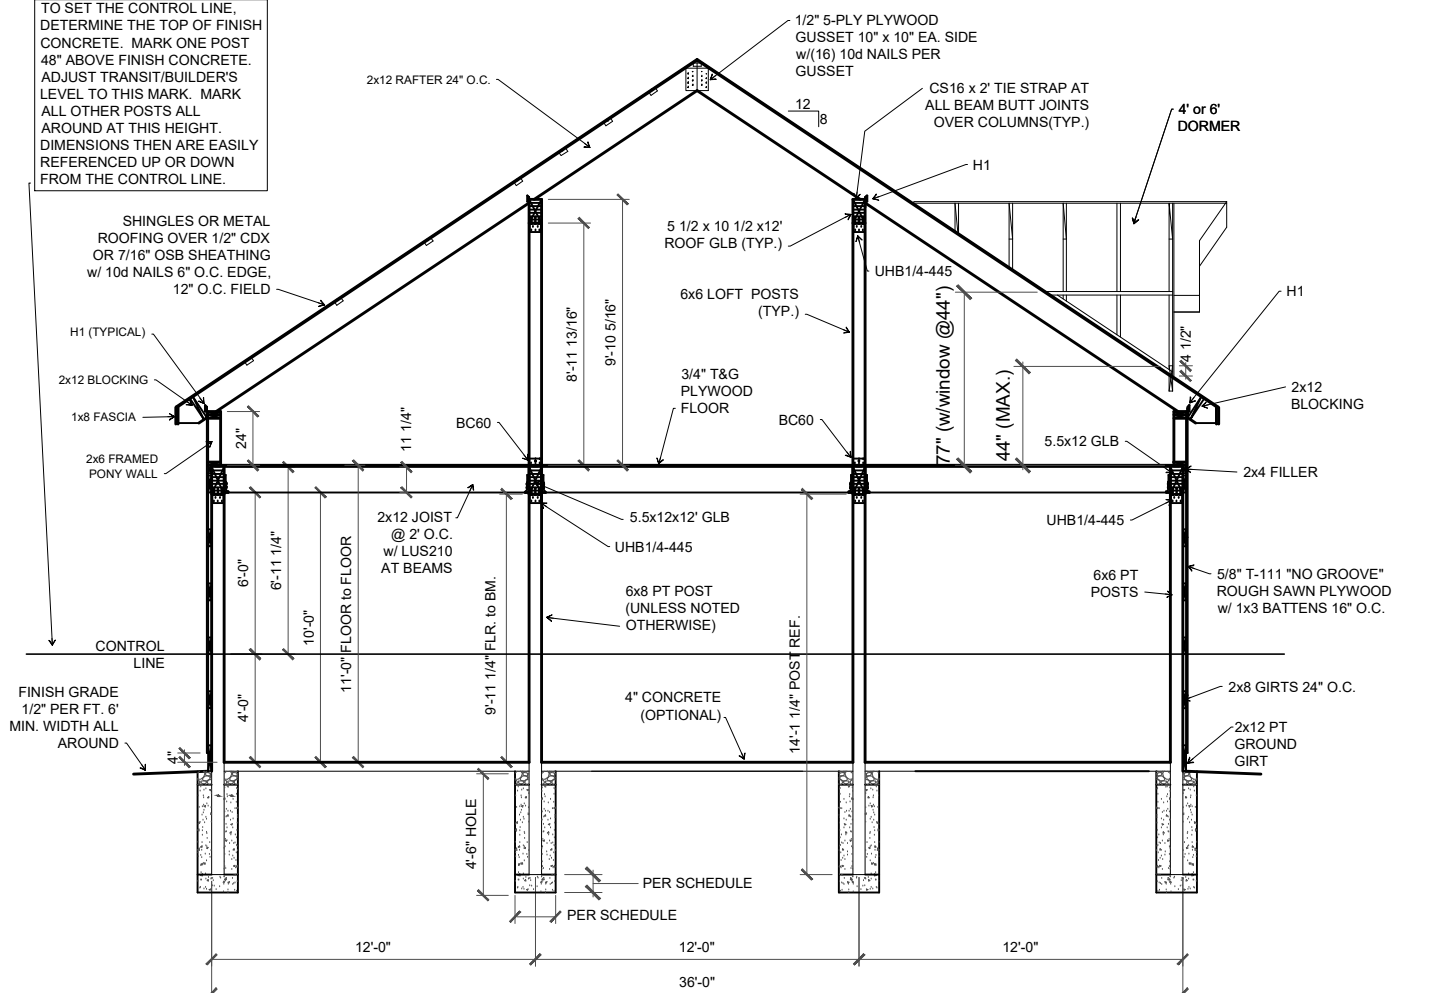 TO SET THE CONTROL LINE,
DETERMINE THE TOP OF FINISH
CONCRETE. MARK ONE POST
48" ABOVE FINISH CONCRETE.
ADJUST TRANSIT/BUILDER'S
LEVEL TO THIS MARK. MARK
ALL OTHER POSTS ALL
AROUND AT THIS HEIGHT.
DIMENSIONS THEN ARE EASILY
REFERENCED UP OR DOWN
FROM THE CONTROL LINE.
2x12 RAFTER 24" O.C.
1/2" 5-PLY PLYWOOD
GUSSET 10" x 10" EA. SIDE
w/(16) 10d NAILS PER
GUSSET
12
8
CS16 x 2' TIE STRAP AT
ALL BEAM BUTT JOINTS
OVER COLUMNS(TYP.)
4' or 6'
DORMER
H1
SHINGLES OR METAL
ROOFING OVER 1/2" CDX
OR 7/16" OSB SHEATHING
w/ 10d NAILS 6" O.C. EDGE,
12" O.C. FIELD
5 1/2 x 10 1/2 x12'
ROOF GLB (TYP.)
UHB1/4-445
6x6 LOFT POSTS
(TYP.)
H1
H1 (TYPICAL)
2x12 BLOCKING
1x8 FASCIA
2x6 FRAMED
PONY WALL
24"
11 1/4"
8'-11 13/16"
9'-10 5/16"
3/4" T&G
PLYWOOD
FLOOR
BC60
BC60
77" (w/window @44")
44" (MAX.)
4 1/2"
2x12
BLOCKING
5.5x12 GLB
2x4 FILLER
UHB1/4-445
2x12 JOIST
@ 2' O.C.
w/ LUS210
AT BEAMS
5.5x12x12' GLB
UHB1/4-445
6x8 PT POST
(UNLESS NOTED
OTHERWISE)
6x6 PT
POSTS
5/8" T-111 "NO GROOVE"
ROUGH SAWN PLYWOOD
w/ 1x3 BATTENS 16" O.C.
6'-0"
6'-11 1/4"
10'-0"
11'-0" FLOOR to FLOOR
9'-11 1/4" FLR. to BM.
14'-1 1/4" POST REF.
CONTROL
LINE
4'-0"
4"
FINISH GRADE
1/2" PER FT. 6'
MIN. WIDTH ALL
AROUND
4" CONCRETE
(OPTIONAL)
2x8 GIRTS 24" O.C.
2x12 PT
GROUND
GIRT
4'-6" HOLE
PER SCHEDULE
PER SCHEDULE
12'-0"
12'-0"
12'-0"
36'-0"